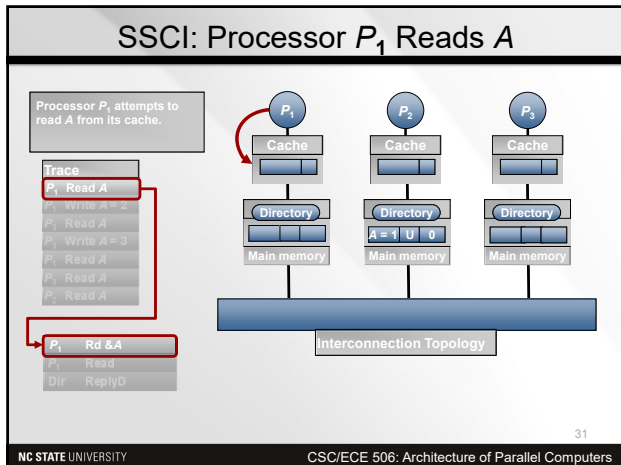 SSCI: Processor P₁ Reads A
Processor P₁ attempts to
read A from its cache.
Trace
P₁ Read A
P₁ Write A = 2
Read A
Write A = 3
Read A
Read A
Read A
P₁ Rd &A
P₁ Read
Dir ReplyD
P₁
P₂
P₃
Cache
Cache
Cache
Directory
Directory
Directory
A = 1 U 0
Main memory
Main memory
Main memory
Interconnection Topology
31
NC STATE UNIVERSITY
CSC/ECE 506: Architecture of Parallel Computers